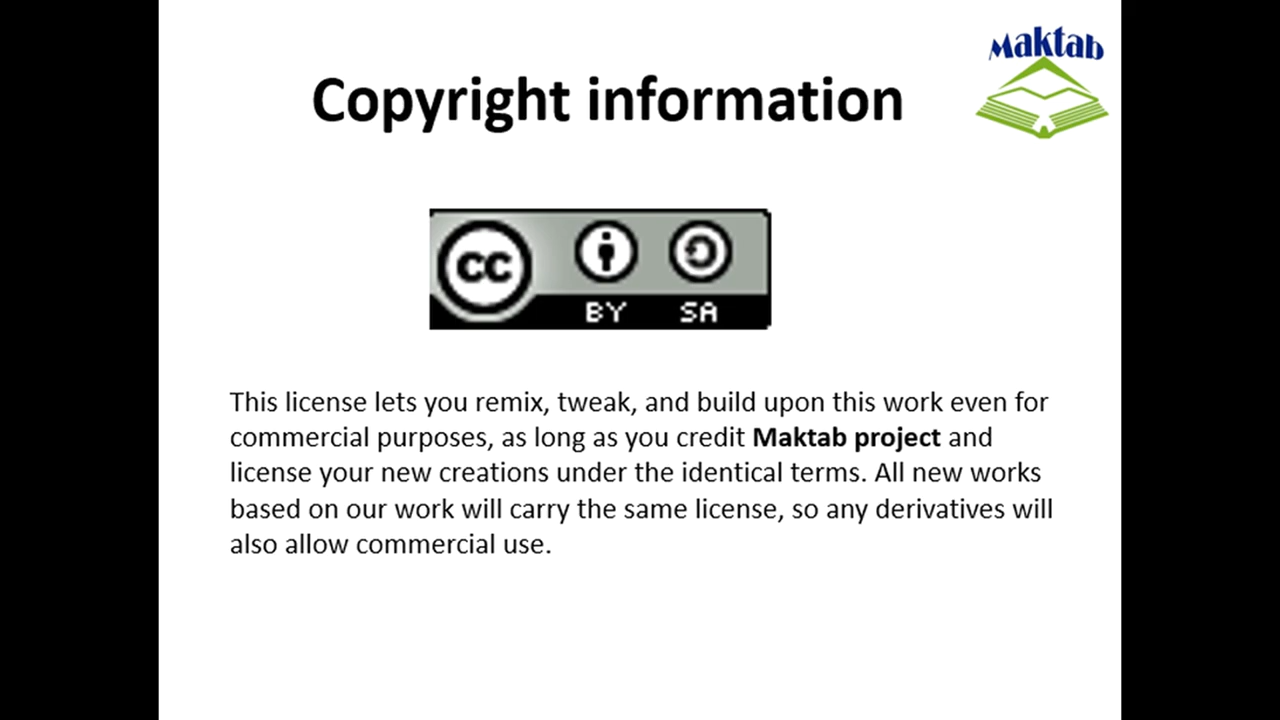 Maktab
Copyright information
CC
BY SA
This license lets you remix, tweak, and build upon this work even for
commercial purposes, as long as you credit Maktab project and
license your new creations under the identical terms. All new works
based on our work will carry the same license, so any derivatives will
also allow commercial use.